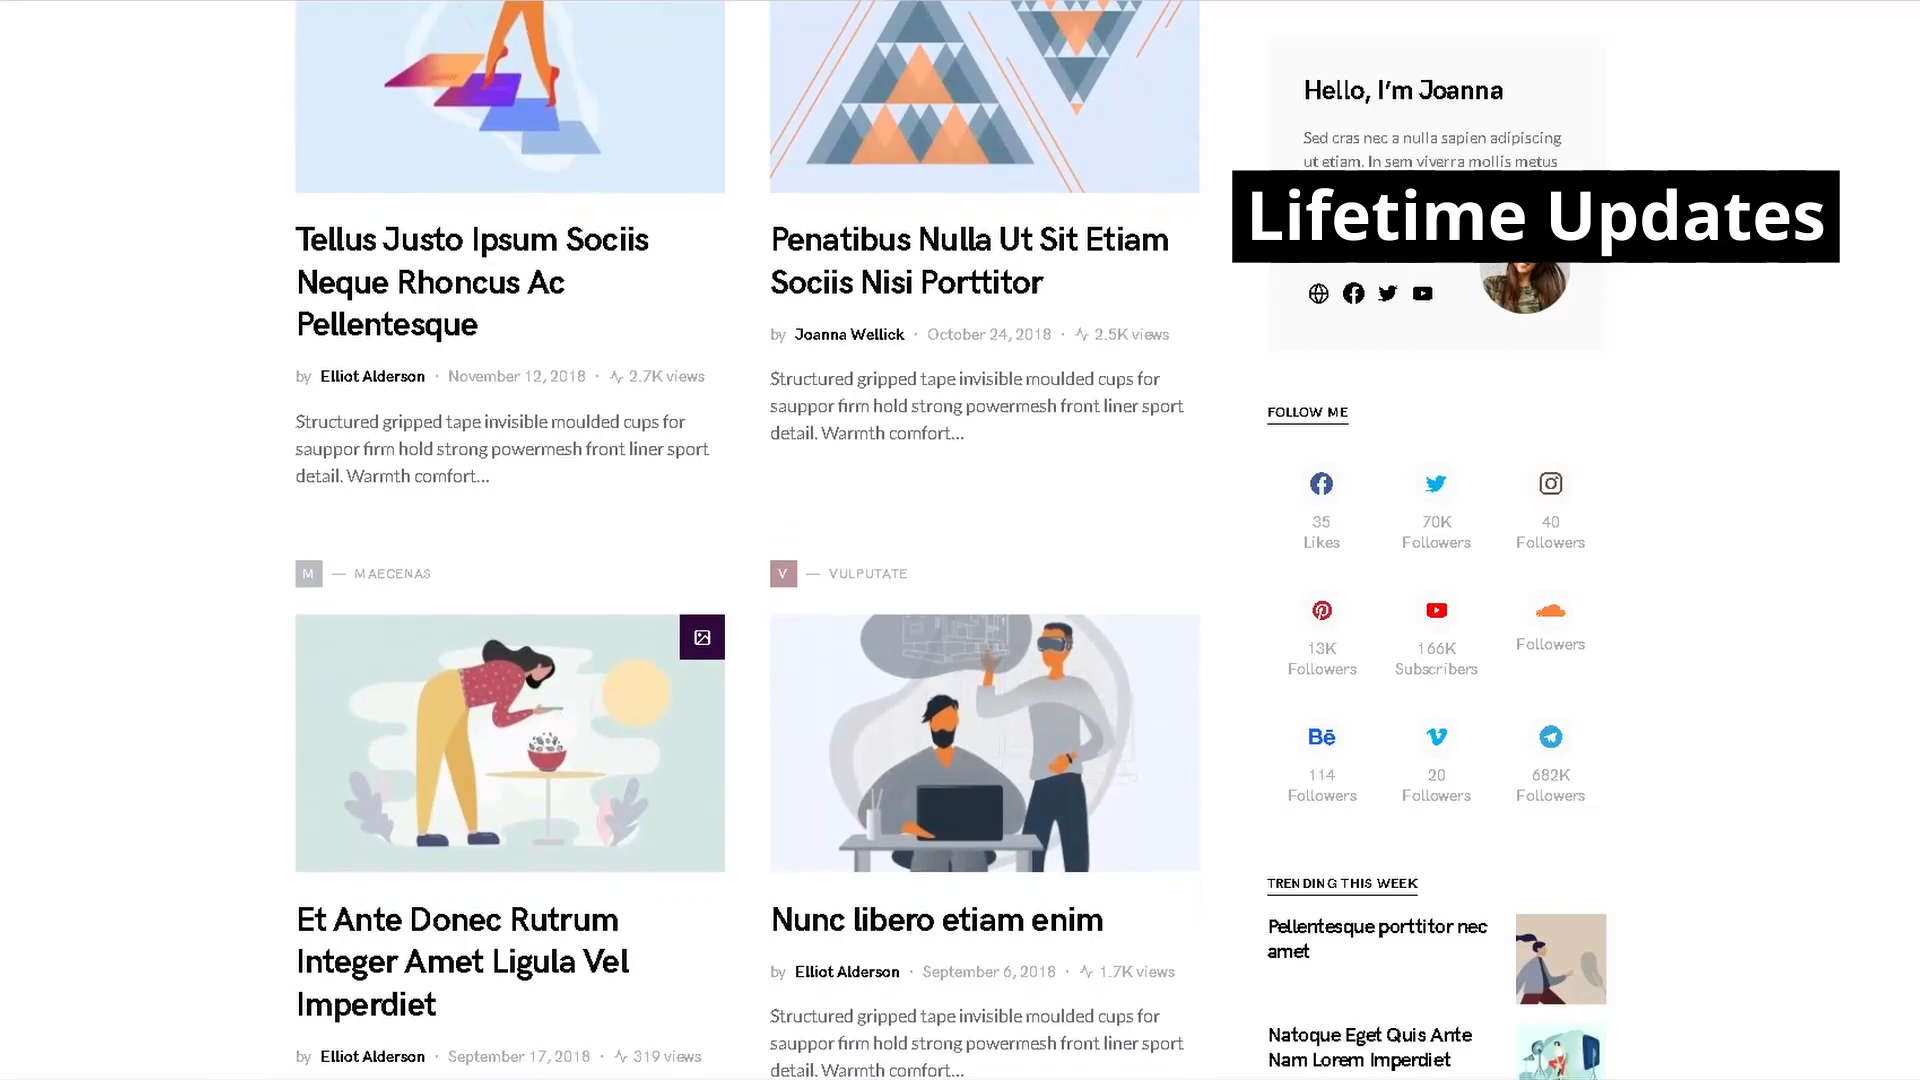 Tellus Justo Ipsum Sociis
Neque Rhoncus Ac
Pellentesque
by Elliot Alderson · November 12, 2018 · 2.7K views
Structured gripped tape invisible moulded cups for
sauppor firm hold strong powermesh front liner sport
detail. Warmth comfort...
Penatibus Nulla Ut Sit Etiam
Sociis Nisi Porttitor
by Joanna Wellick · October 24, 2018 · 2.5K views
Structured gripped tape invisible moulded cups for
sauppor firm hold strong powermesh front liner sport
detail. Warmth comfort...
M — MAECENAS
Et Ante Donec Rutrum
Integer Amet Ligula Vel
Imperdiet
by Elliot Alderson · September 17, 2018 · 319 views
V — VULPUTATE
Nunc libero etiam enim
by Elliot Alderson · September 6, 2018 · 1.7K views
Structured gripped tape invisible moulded cups for
sauppor firm hold strong powermesh front liner sport
detail. Warmth comfort...
Hello, I'm Joanna
Sed cras nec a nulla sapien adipiscing
ut etiam. In sem viverra mollis metus
Lifetime Updates
FOLLOW ME
35
Likes
70K
Followers
40
Followers
13K
Followers
166K
Subscribers
Followers
Bē
114
Followers
20
Followers
682K
Followers
TRENDING THIS WEEK
Pellentesque porttitor nec
amet
Natoque Eget Quis Ante
Nam Lorem Imperdiet